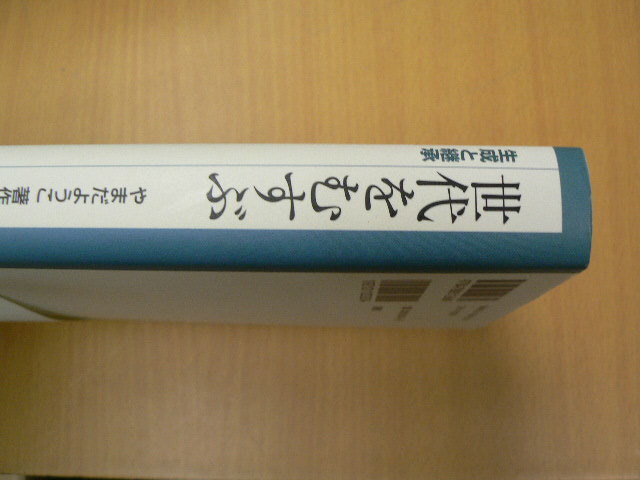 世代をむすぶ
生成と継承
やまだようこ著作